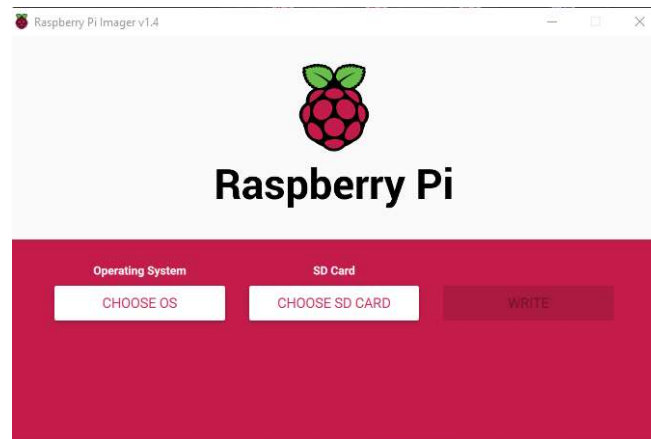 Raspberry Pi Imager v1.4
Raspberry Pi
Operating System
SD Card
CHOOSE OS
CHOOSE SD CARD
WRITE